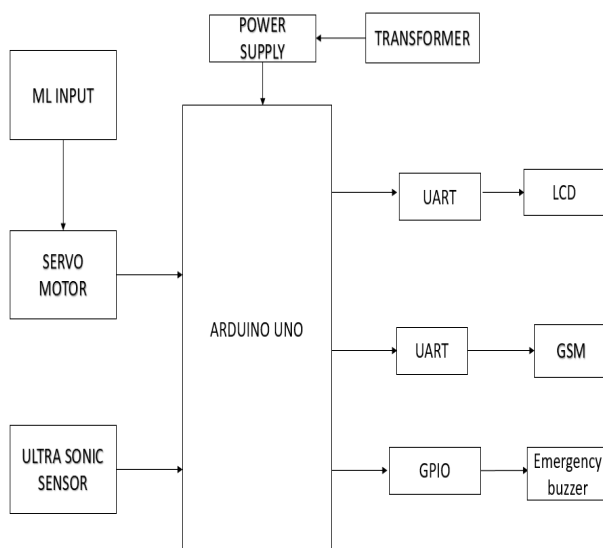 POWER
SUPPLY
TRANSFORMER
ML INPUT
SERVO
MOTOR
ULTRA SONIC
SENSOR
ARDUINO UNO
UART
LCD
UART
GSM
GPIO
Emergency
buzzer